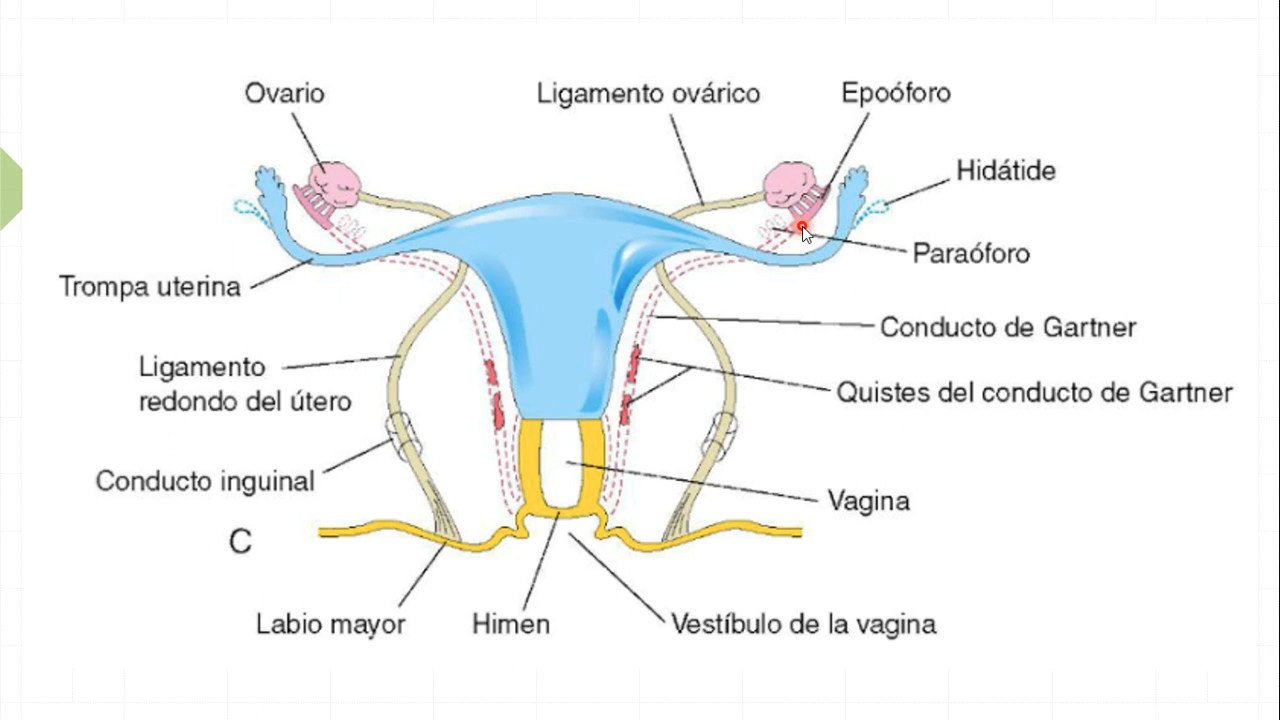 Ovario
Ligamento ovárico
Epoóforo
Hidátide
Paraóforo
Trompa uterina
Conducto de Gartner
Ligamento
redondo del útero
Quistes del conducto de Gartner
Conducto inguinal
Vagina
C
Labio mayor
Himen
Vestíbulo de la vagina